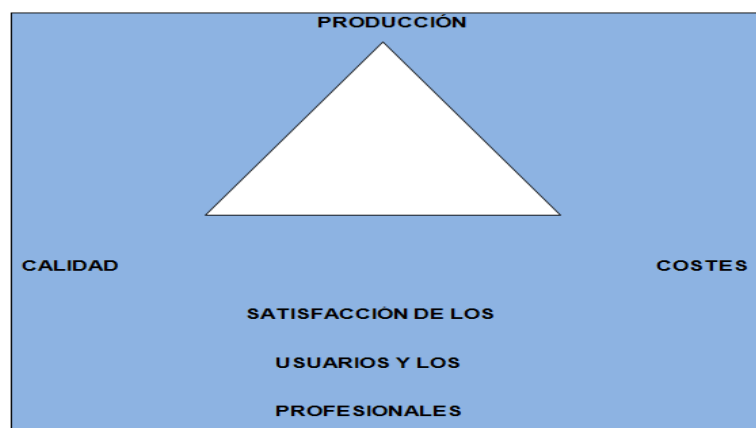 PRODUCCIÓN
CALIDAD
COSTES
SATISFACCIÓN DE LOS
USUARIOS Y LOS
PROFESIONALES